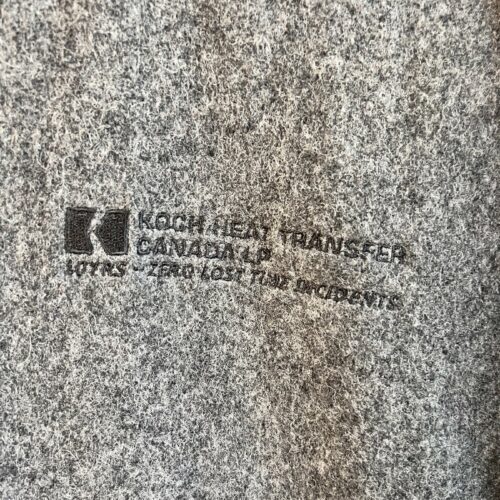 KOCH HEAT TRANSFER
CANADA LP
10YRS - ZERO LOST TIME INCIDENTS